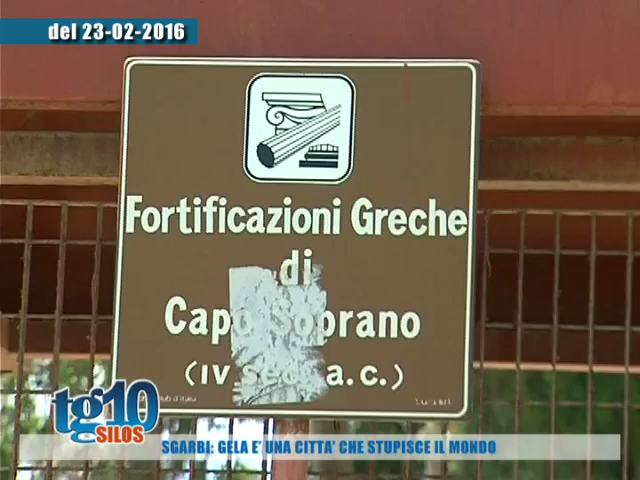 del 23-02-2016
Fortificazioni Greche
di
Capo Soprano
(IV sec. a.c.)
tg10
SILOS
SGARBI: GELA E' UNA CITTA' CHE STUPISCE IL MONDO